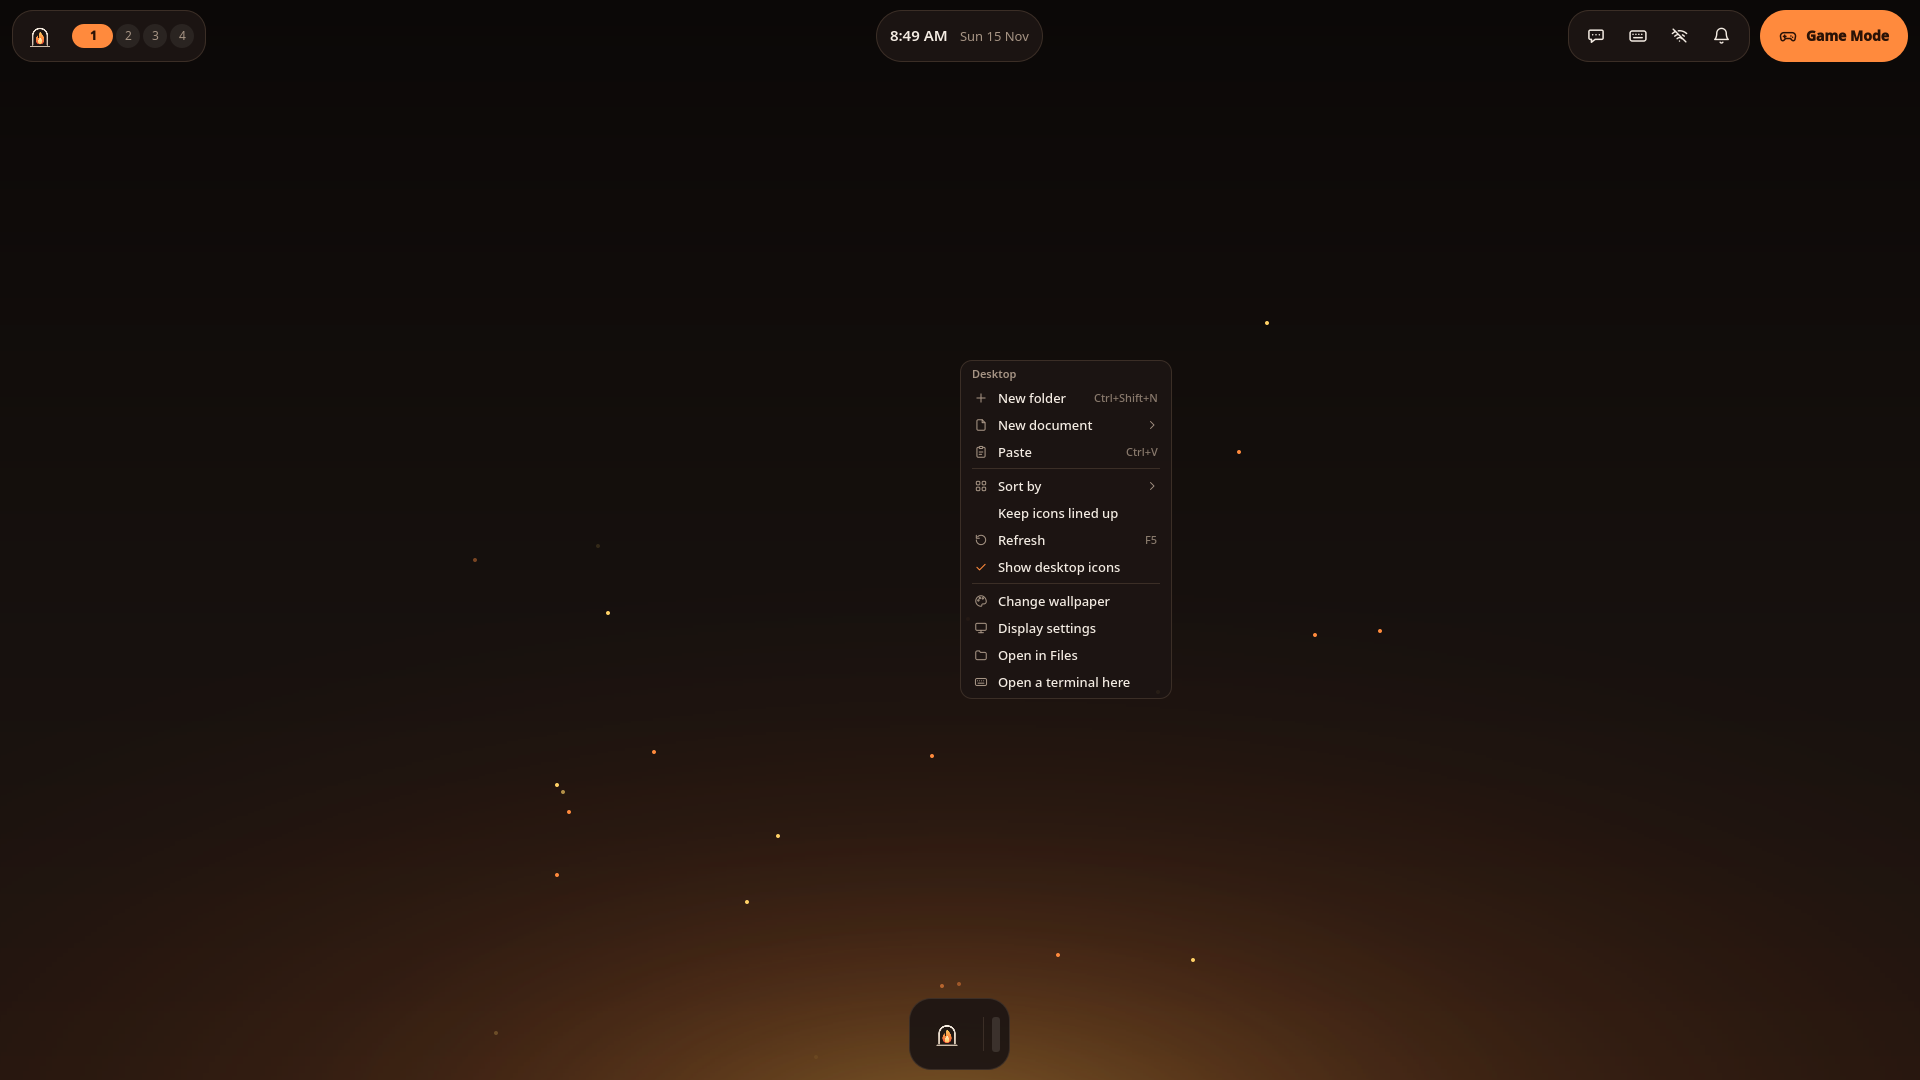 1 2 3 4
8:49 AM Sun 15 Nov
Game Mode
Desktop
New folder Ctrl+Shift+N
New document
Paste Ctrl+V
Sort by
Keep icons lined up
Refresh F5
Show desktop icons
Change wallpaper
Display settings
Open in Files
Open a terminal here